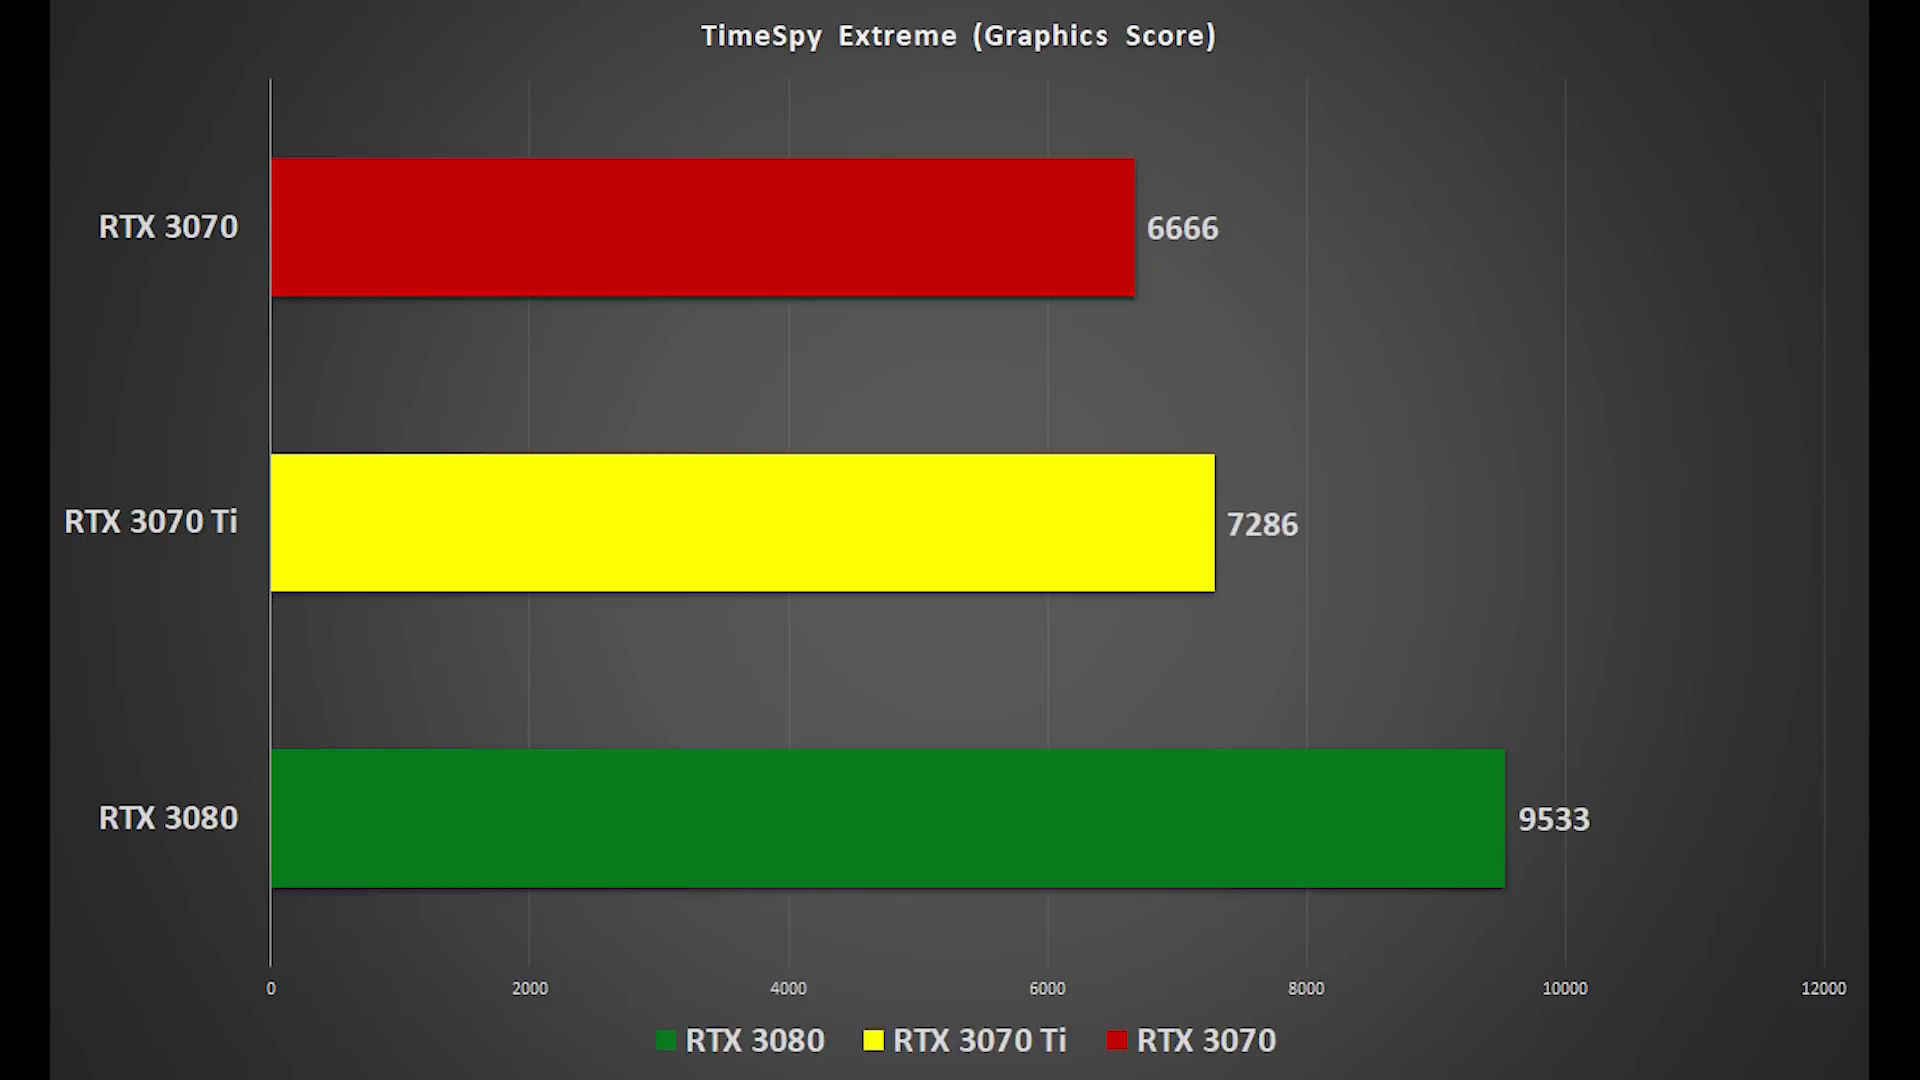 TimeSpy Extreme (Graphics Score)
RTX 3070
6666
RTX 3070 Ti
7286
RTX 3080
9533
0 2000 4000 6000 8000 10000 12000
RTX 3080 RTX 3070 Ti RTX 3070